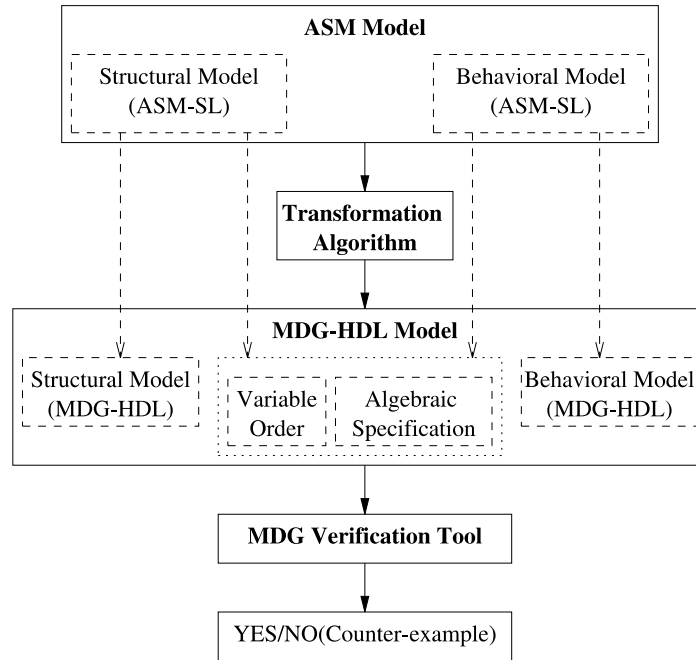 ASM Model
Structural Model
(ASM-SL)
Behavioral Model
(ASM-SL)
Transformation
Algorithm
MDG-HDL Model
Structural Model
(MDG-HDL)
Variable
Order
Algebraic
Specification
Behavioral Model
(MDG-HDL)
MDG Verification Tool
YES/NO(Counter-example)